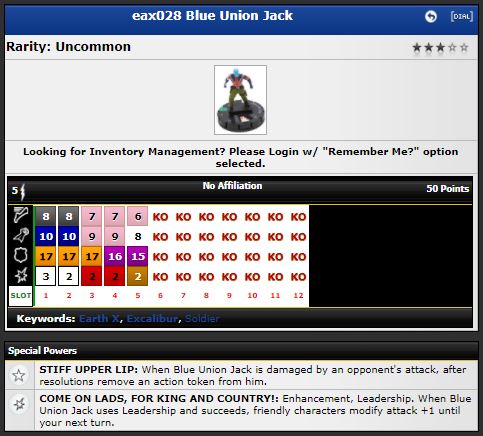 eax028 Blue Union Jack [DIAL]
Rarity: Uncommon
Looking for Inventory Management? Please Login w/ "Remember Me?" option
selected.
5 No Affiliation 50 Points
8 8 7 7 6 KO KO KO KO KO KO KO
10 10 9 9 8 KO KO KO KO KO KO KO
17 17 17 16 15 KO KO KO KO KO KO KO
3 2 2 2 2 KO KO KO KO KO KO KO
SLOT 1 2 3 4 5 6 7 8 9 10 11 12
Keywords: Earth X, Excalibur, Soldier
Special Powers
STIFF UPPER LIP: When Blue Union Jack is damaged by an opponent's attack, after
resolutions remove an action token from him.
COME ON LADS, FOR KING AND COUNTRY!: Enhancement, Leadership. When Blue
Union Jack uses Leadership and succeeds, friendly characters modify attack +1 until
your next turn.